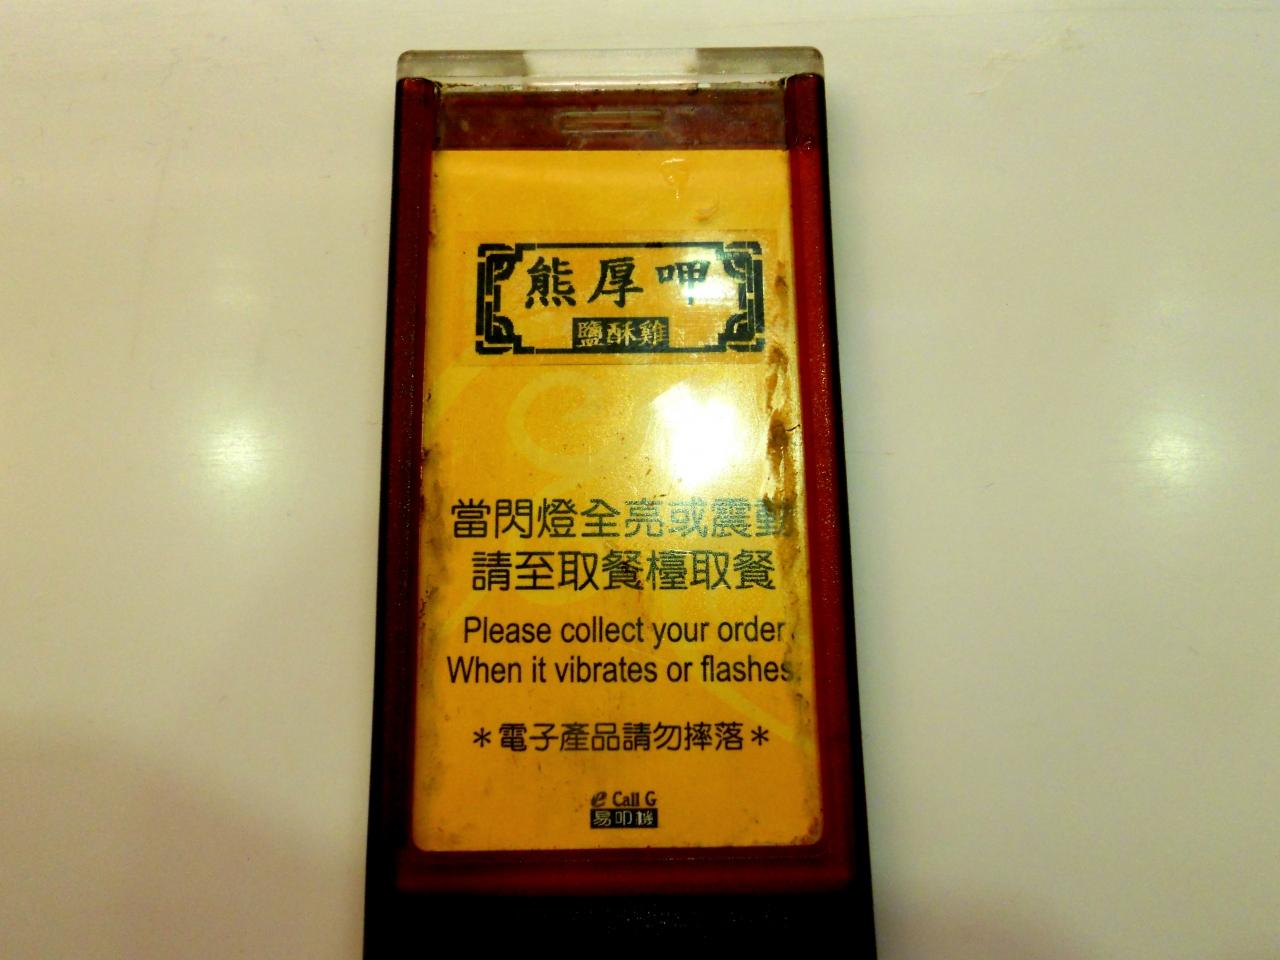 熊厚呷
鹽酥雞
當閃燈全亮或震動
請至取餐檯取餐
Please collect your order
When it vibrates or flashes.
＊電子產品請勿摔落＊
e Call G
易叩機